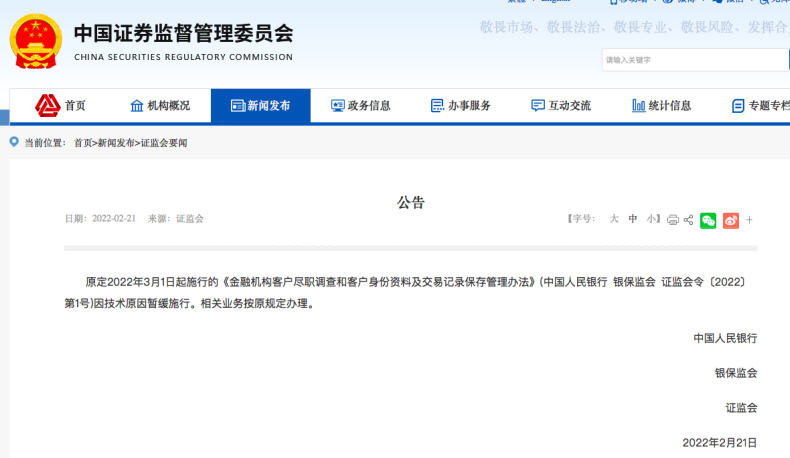 中国证券监督管理委员会
CHINA SECURITIES REGULATORY COMMISSION
敬畏市场、敬畏法治、敬畏专业、敬畏风险、发挥合
请输入关键字
首页 机构概况 新闻发布 政务信息 办事服务 互动交流 统计信息 专题专栏
当前位置： 首页>新闻发布>证监会要闻
公告
日期：2022-02-21 来源：证监会 【字号： 大 中 小】
原定2022年3月1日起施行的《金融机构客户尽职调查和客户身份资料及交易记录保存管理办法》(中国人民银行 银保监会 证监会令〔2022〕
第1号)因技术原因暂缓施行。相关业务按原规定办理。
中国人民银行
银保监会
证监会
2022年2月21日